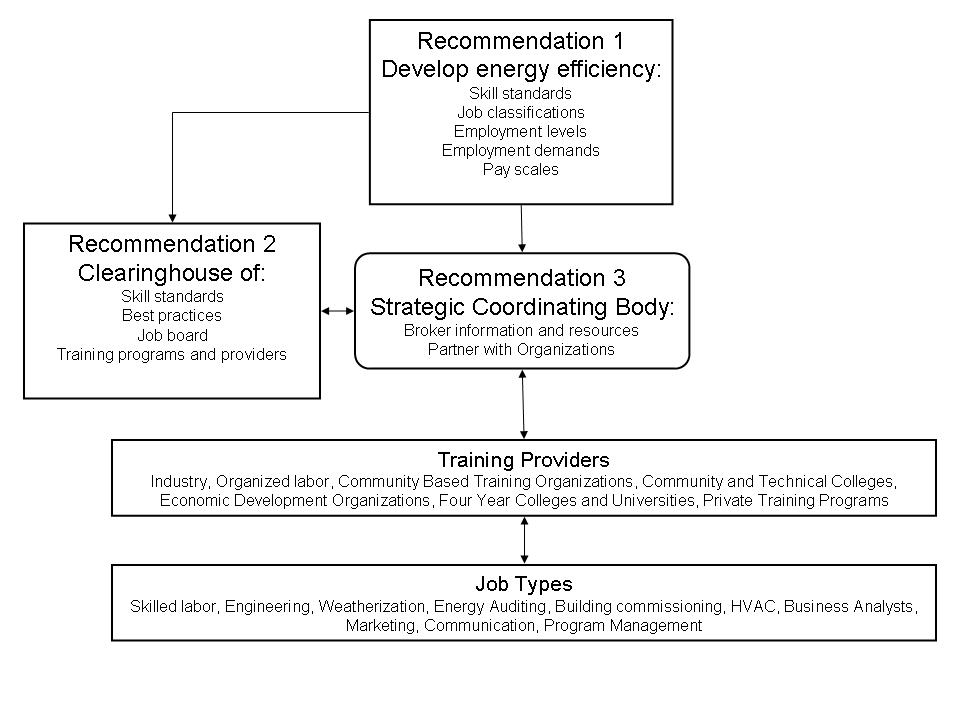 Recommendation 1
Develop energy efficiency:
Skill standards
Job classifications
Employment levels
Employment demands
Pay scales
Recommendation 2
Clearinghouse of:
Skill standards
Best practices
Job board
Training programs and providers
Recommendation 3
Strategic Coordinating Body:
Broker information and resources
Partner with Organizations
Training Providers
Industry, Organized labor, Community Based Training Organizations, Community and Technical Colleges,
Economic Development Organizations, Four Year Colleges and Universities, Private Training Programs
Job Types
Skilled labor, Engineering, Weatherization, Energy Auditing, Building commissioning, HVAC, Business Analysts,
Marketing, Communication, Program Management